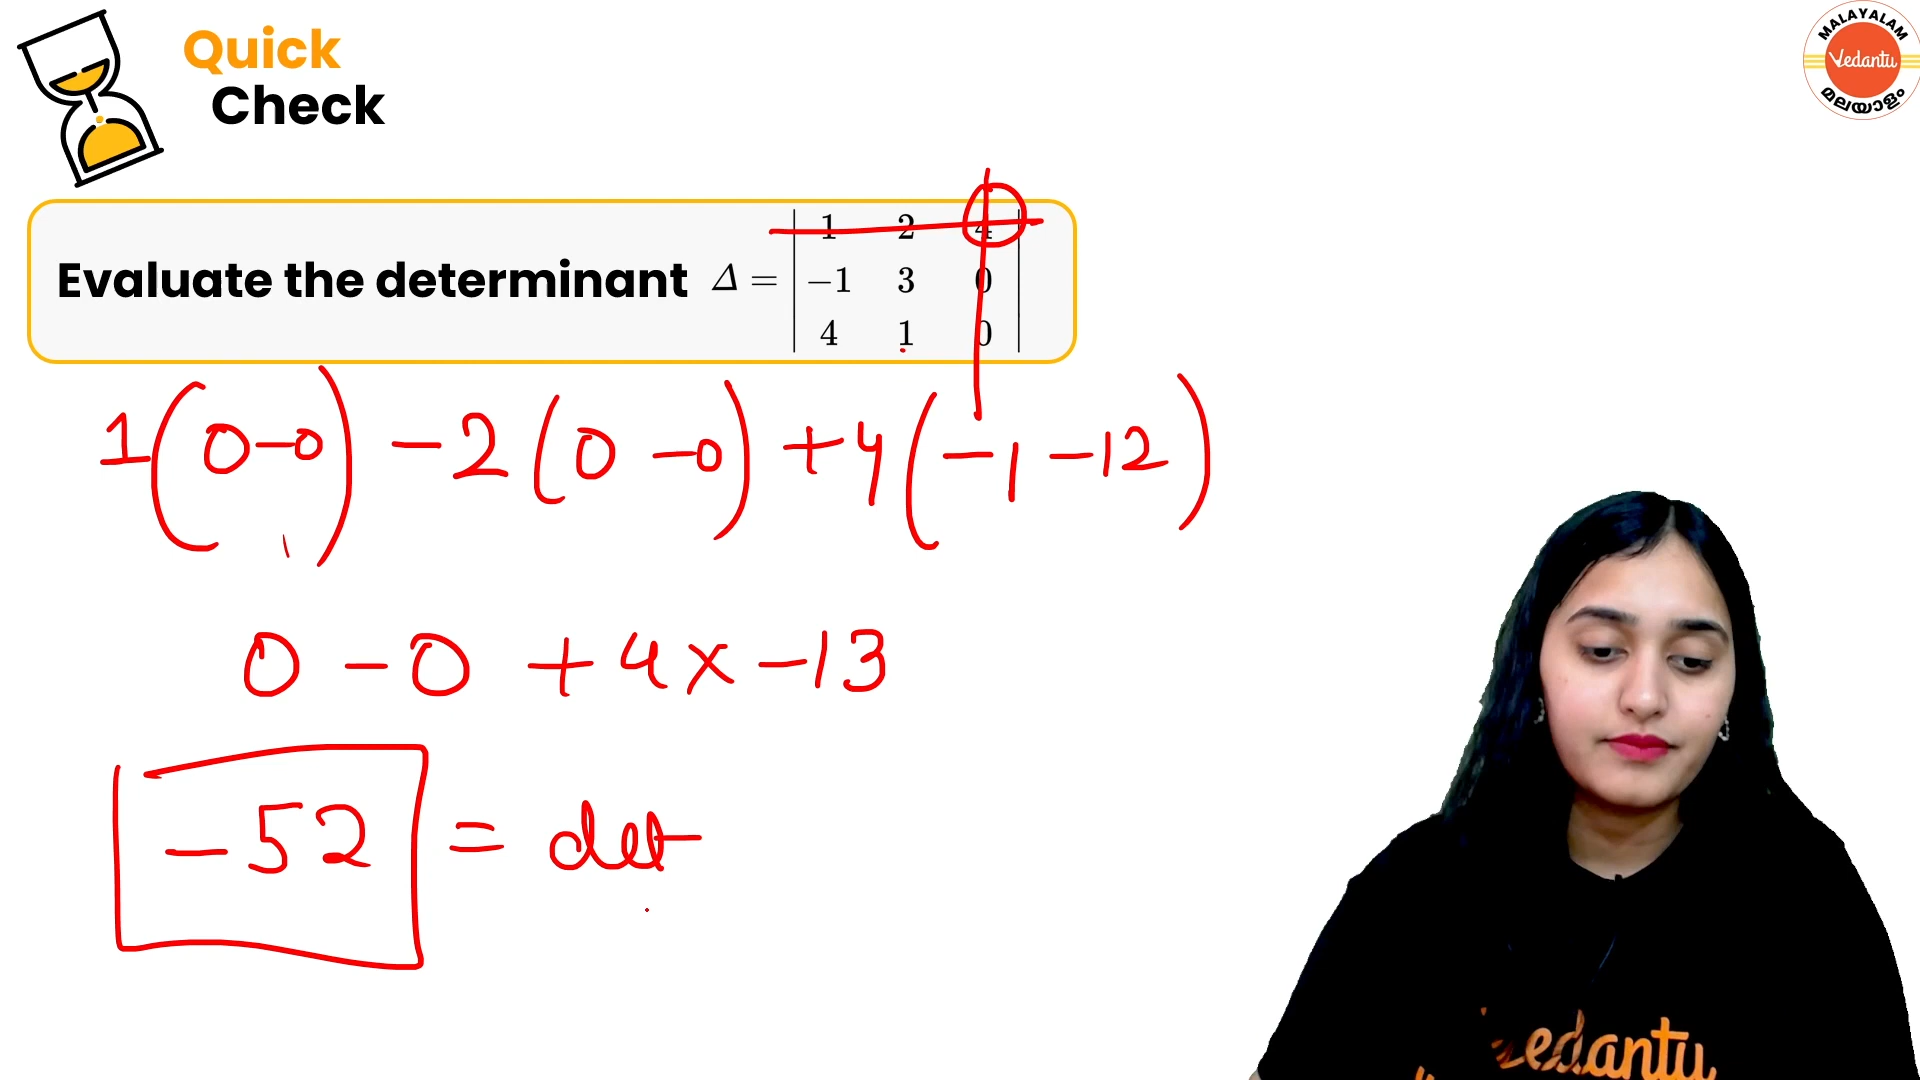 Quick
Check
MALAYALAM
Vedantu
മലയാളം
Evaluate the determinant Δ = | 1 2 4 |
| −1 3 0 |
| 4 1 0 |
1(0-0) - 2(0-0) + 4(-1-12)
0 - 0 + 4x-13
-52 = det
Vedantu